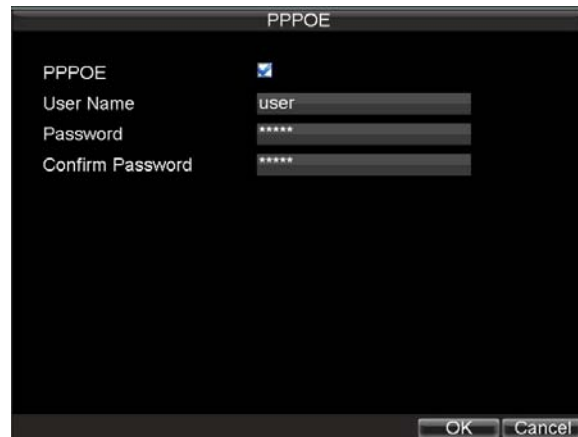 PPPOE
PPPOE
User Name user
Password *****
Confirm Password *****
OK Cancel